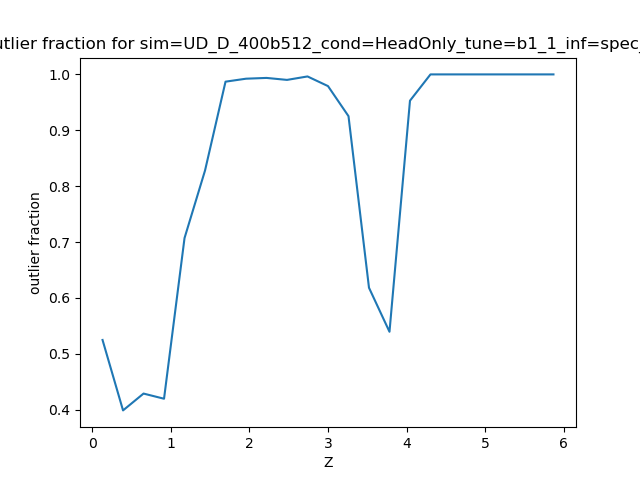 utlier fraction for sim=UD_D_400b512_cond=HeadOnly_tune=b1_1_inf=spec_
1.0
0.9
0.8
0.7
0.6
0.5
0.4
outlier fraction
0 1 2 3 4 5 6
Z